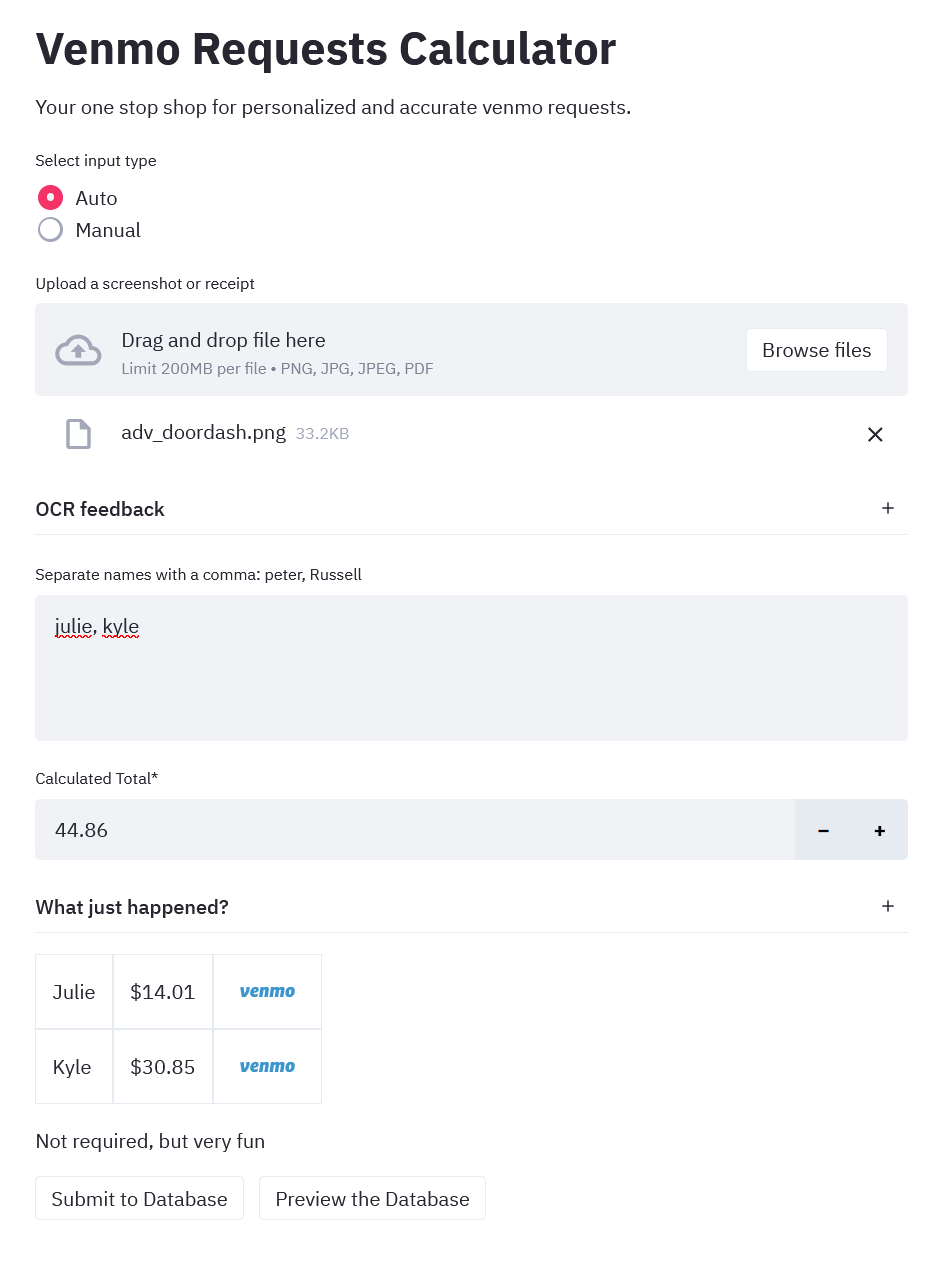 Venmo Requests Calculator
Your one stop shop for personalized and accurate venmo requests.
Select input type
Auto
Manual
Upload a screenshot or receipt
Drag and drop file here
Limit 200MB per file • PNG, JPG, JPEG, PDF
Browse files
adv_doordash.png 33.2KB
OCR feedback
Separate names with a comma: peter, Russell
julie, kyle
Calculated Total*
44.86
What just happened?
Julie $14.01 venmo
Kyle $30.85 venmo
Not required, but very fun
Submit to Database Preview the Database